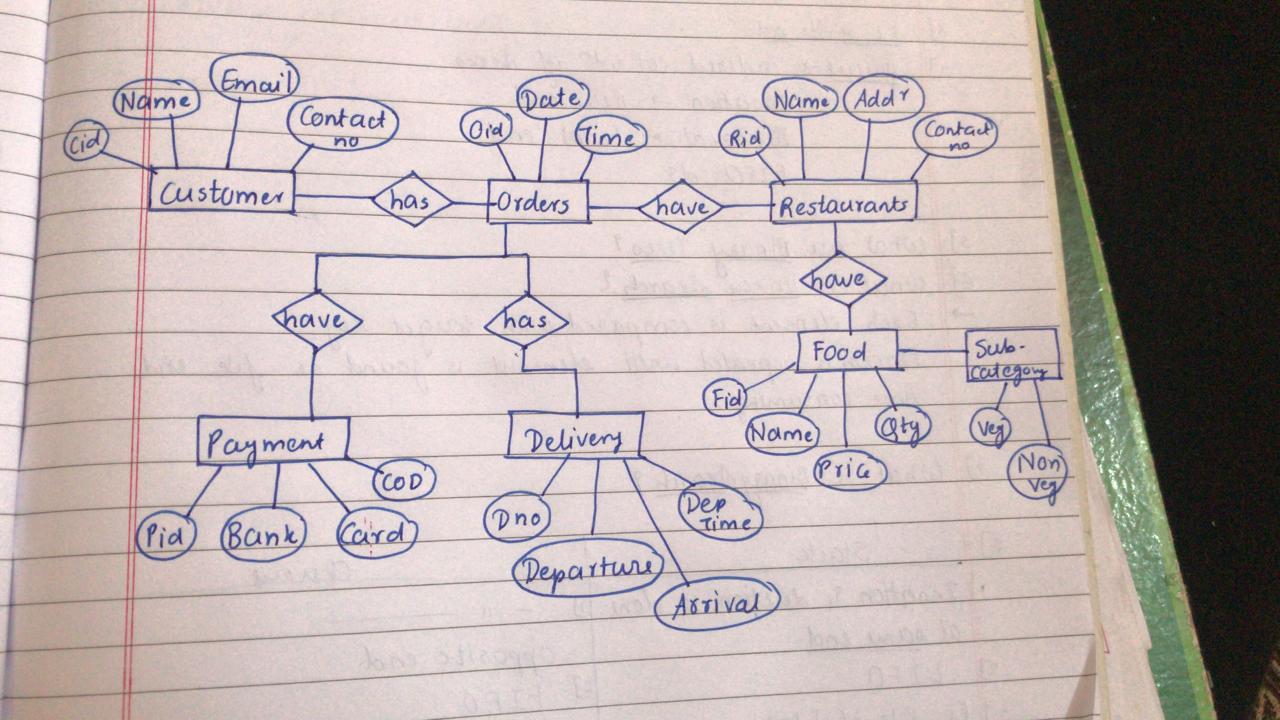 Cid
Name
Email
Contact
no
Customer
has
Oid
Date
Time
Orders
have
Rid
Name
Addr
Contact
no
Restaurants
have
has
have
Food
Sub-
category
Fid
Name
Price
Qty
Veg
Non
Veg
Payment
Pid
Bank
Card
COD
Delivery
Dno
Departure
Arrival
Dep
Time